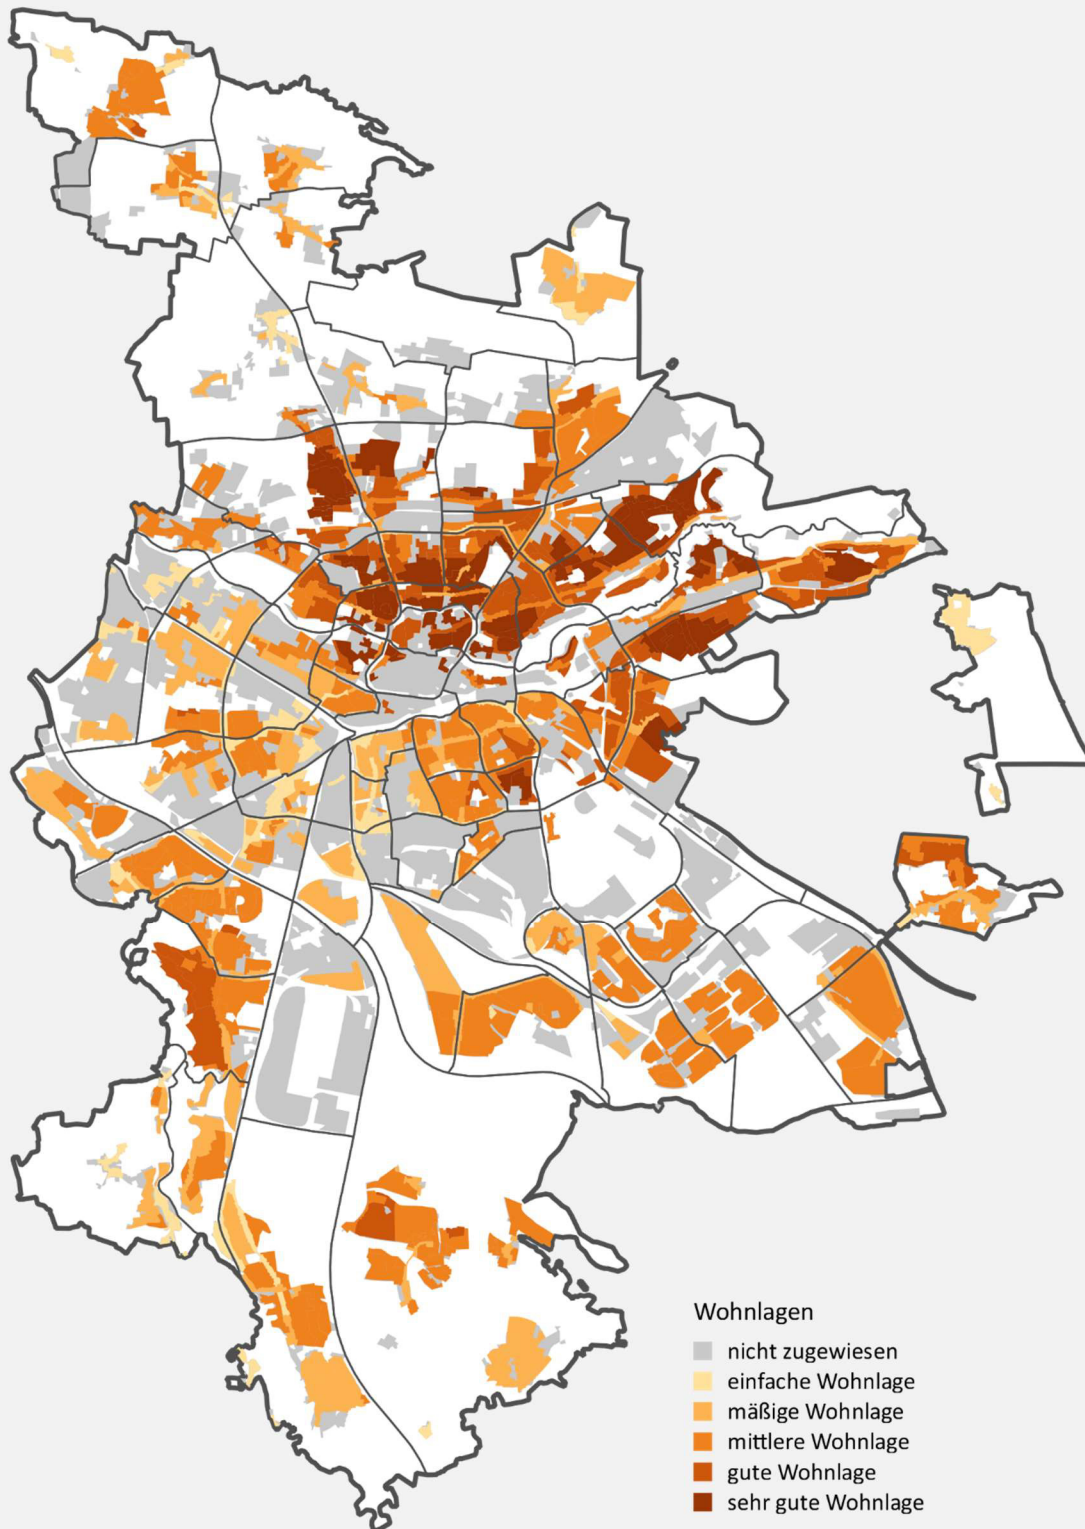 Wohnlagen
nicht zugewiesen
einfache Wohnlage
mäßige Wohnlage
mittlere Wohnlage
gute Wohnlage
sehr gute Wohnlage